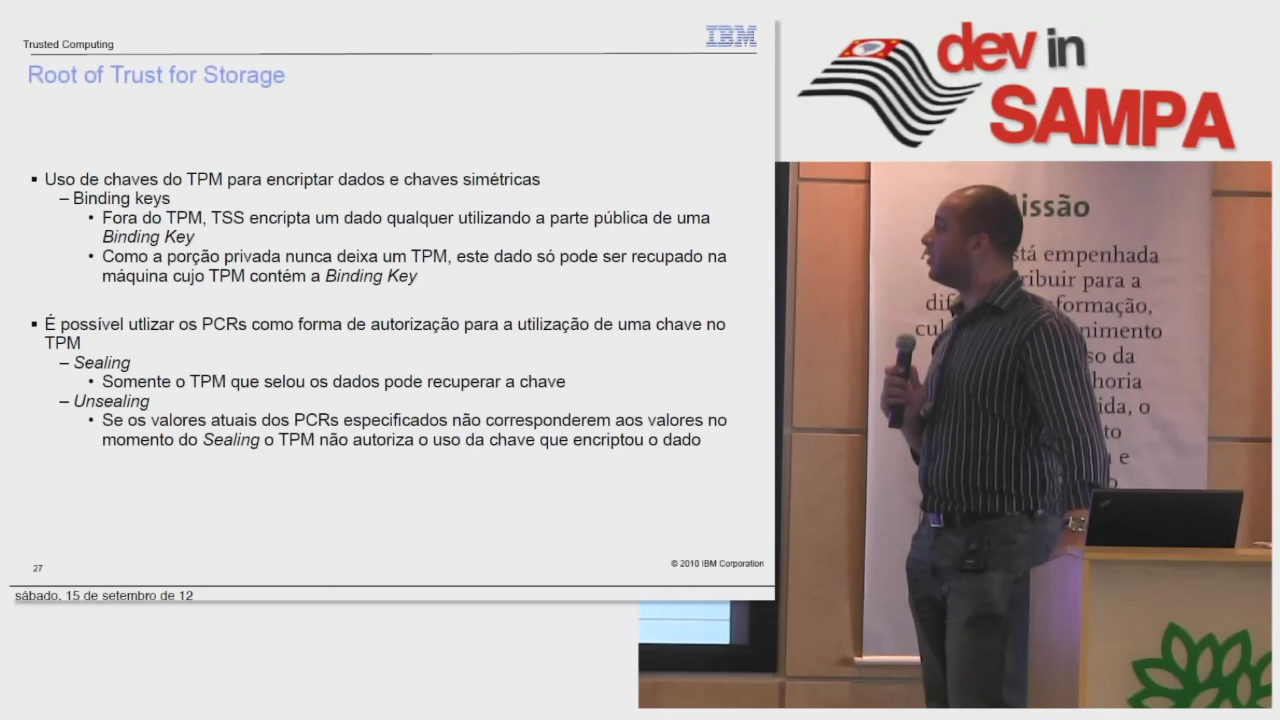 Trusted Computing
IBM
Root of Trust for Storage
▪ Uso de chaves do TPM para encriptar dados e chaves simétricas
– Binding keys
• Fora do TPM, TSS encripta um dado qualquer utilizando a parte pública de uma
Binding Key
• Como a porção privada nunca deixa um TPM, este dado só pode ser recupado na
máquina cujo TPM contém a Binding Key
▪ É possível utlizar os PCRs como forma de autorização para a utilização de uma chave no
TPM
– Sealing
• Somente o TPM que selou os dados pode recuperar a chave
– Unsealing
• Se os valores atuais dos PCRs especificados não corresponderem aos valores no
momento do Sealing o TPM não autoriza o uso da chave que encriptou o dado
27
© 2010 IBM Corporation
sábado, 15 de setembro de 12
dev in
SAMPA
issão
stá empenhada
ribuir para a
dif formação,
cul nimento
so da
horia
ida, o
to
e
o